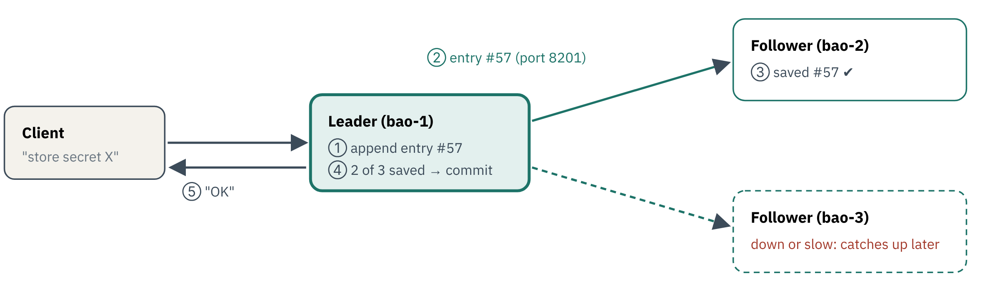 Client
"store secret X"
⑤ "OK"
Leader (bao-1)
① append entry #57
④ 2 of 3 saved → commit
② entry #57 (port 8201)
Follower (bao-2)
③ saved #57 ✔
Follower (bao-3)
down or slow: catches up later